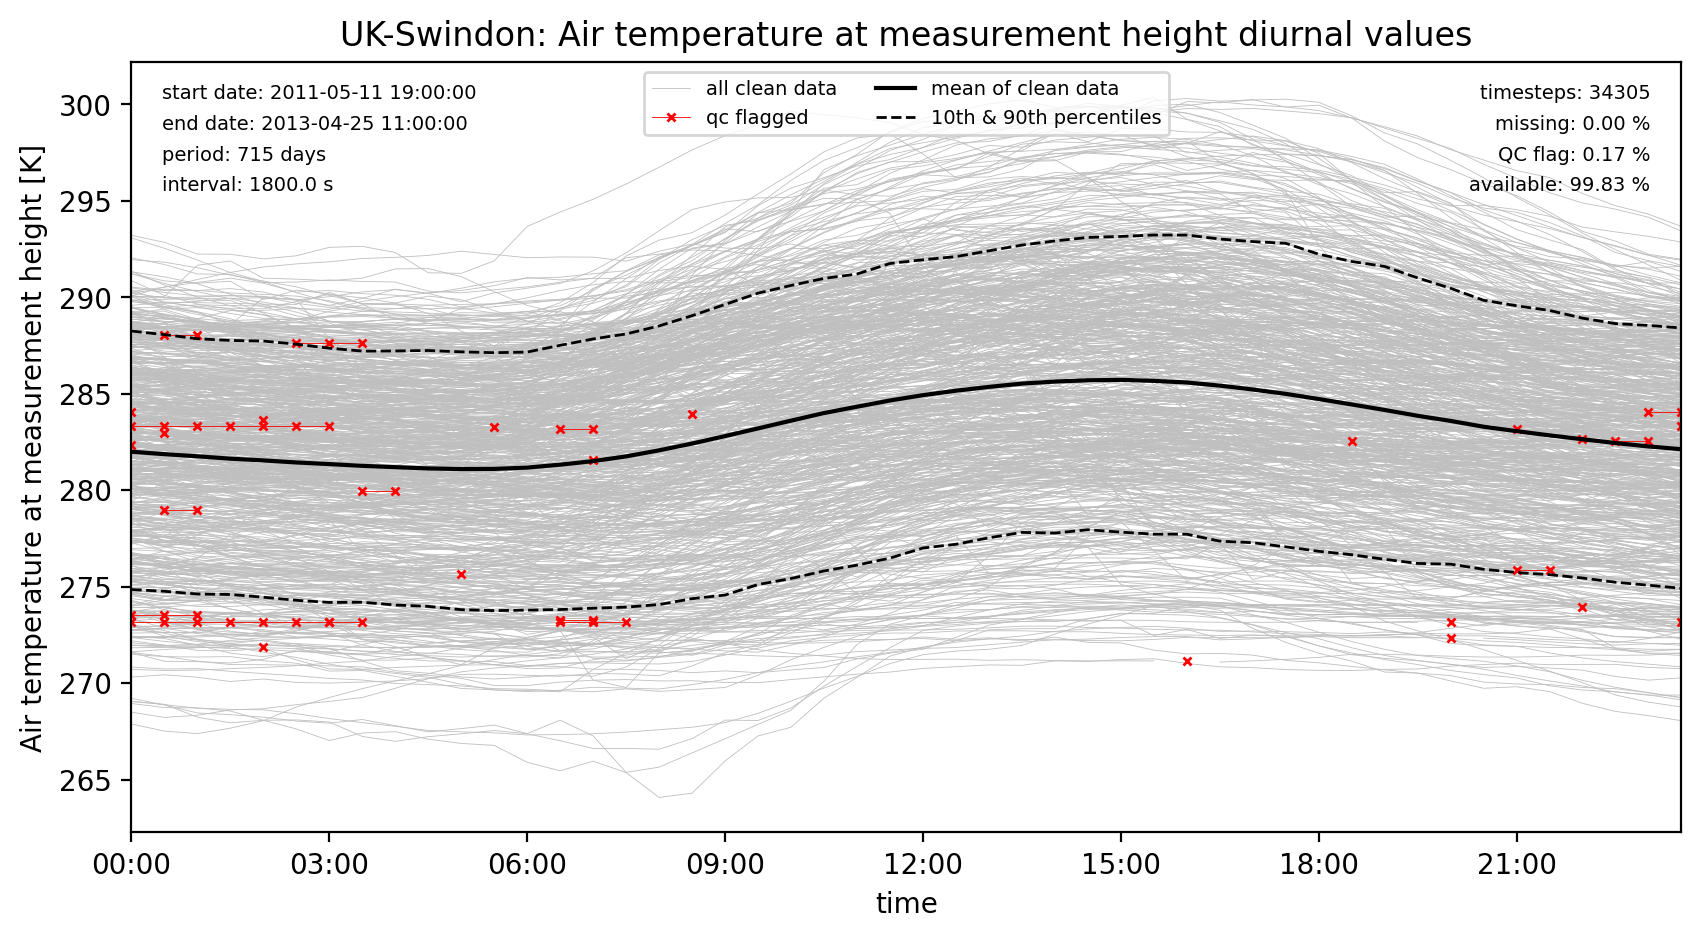 UK-Swindon: Air temperature at measurement height diurnal values
start date: 2011-05-11 19:00:00
end date: 2013-04-25 11:00:00
period: 715 days
interval: 1800.0 s
all clean data
qc flagged
mean of clean data
10th & 90th percentiles
timesteps: 34305
missing: 0.00 %
QC flag: 0.17 %
available: 99.83 %
Air temperature at measurement height [K]
300
295
290
285
280
275
270
265
00:00 03:00 06:00 09:00 12:00 15:00 18:00 21:00
time